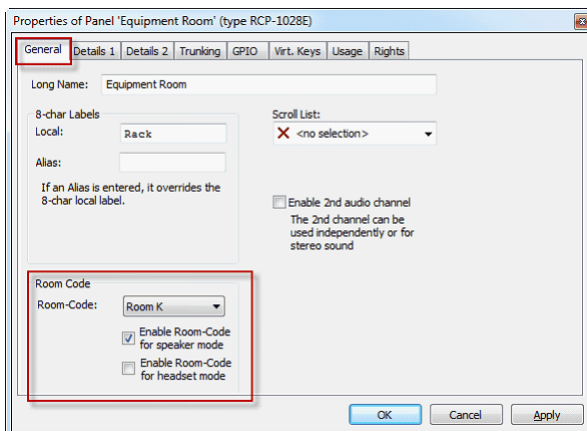 Properties of Panel 'Equipment Room' (type RCP-1028E)
General Details 1 Details 2 Trunking GPIO Virt. Keys Usage Rights
Long Name: Equipment Room
8-char Labels
Local: Rack
Alias:
If an Alias is entered, it overrides the
8-char local label.
Scroll List:
<no selection>
Enable 2nd audio channel
The 2nd channel can be
used independently or for
stereo sound
Room Code
Room-Code: Room K
Enable Room-Code
for speaker mode
Enable Room-Code
for headset mode
OK Cancel Apply